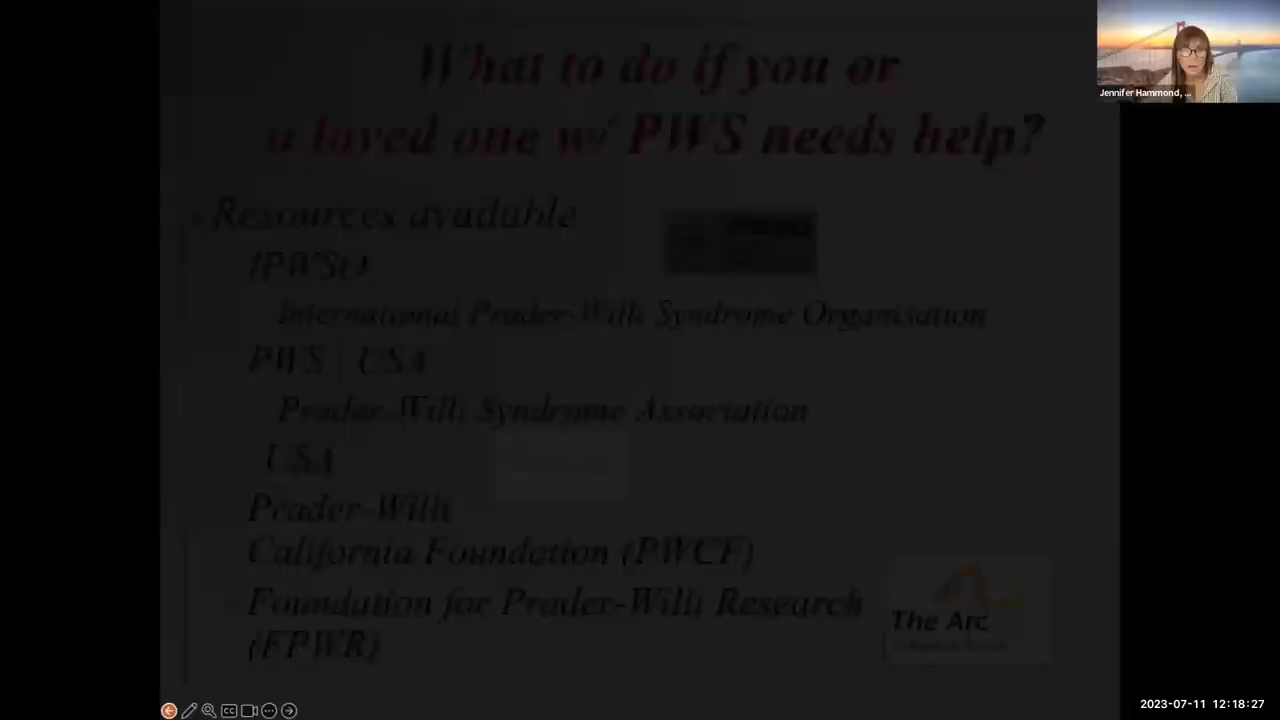 What to do if you or
a loved one w/ PWS needs help?
Jennifer Hammond, ...
Resources available
IPWSO
International Prader-Willi Syndrome Organisation
PWS | USA
Prader-Willi Syndrome Association
USA
Prader-Willi
California Foundation (PWCF)
Foundation for Prader-Willi Research
(FPWR)
The Arc
CC
2023-07-11 12:18:27